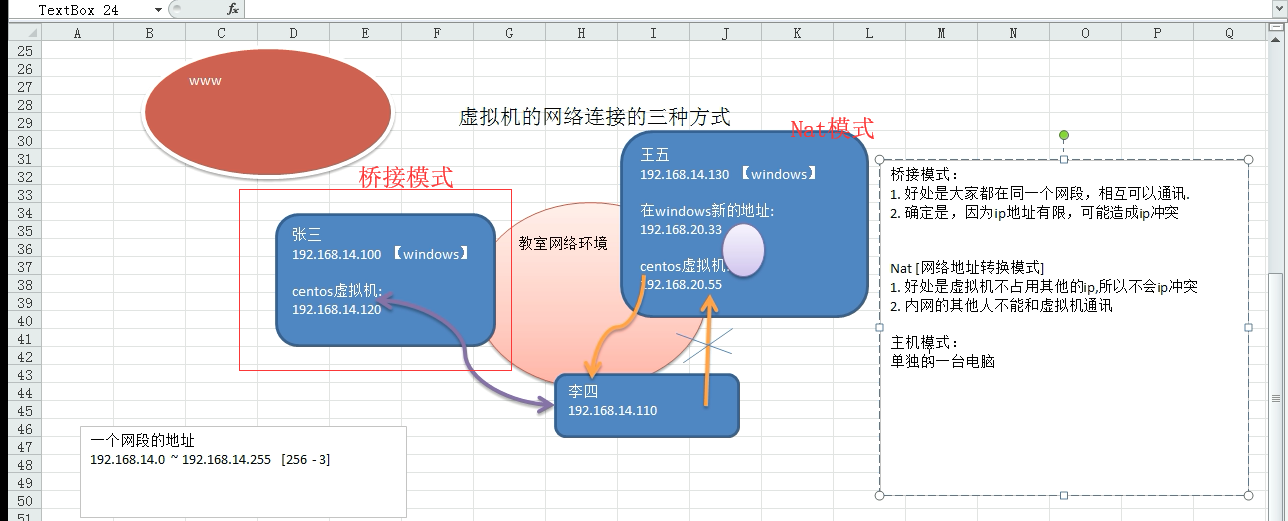 TextBox 24
fx
A B C D E F G H I J K L M N O P Q
25
26
27
28
29
30
31
32
33
34
35
36
37
38
39
40
41
42
43
44
45
46
47
48
49
50
51
www
虚拟机的网络连接的三种方式
桥接模式
张三
192.168.14.100 【windows】
centos虚拟机:
192.168.14.120
教室网络环境
Nat模式
王五
192.168.14.130 【windows】
在windows新的地址:
192.168.20.33
centos虚拟机
192.168.20.55
李四
192.168.14.110
一个网段的地址
192.168.14.0 ~ 192.168.14.255 [256 - 3]
桥接模式：
1. 好处是大家都在同一个网段，相互可以通讯.
2. 确定是，因为ip地址有限，可能造成ip冲突
Nat [网络地址转换模式]
1. 好处是虚拟机不占用其他的ip,所以不会ip冲突
2. 内网的其他人不能和虚拟机通讯
主机模式：
单独的一台电脑